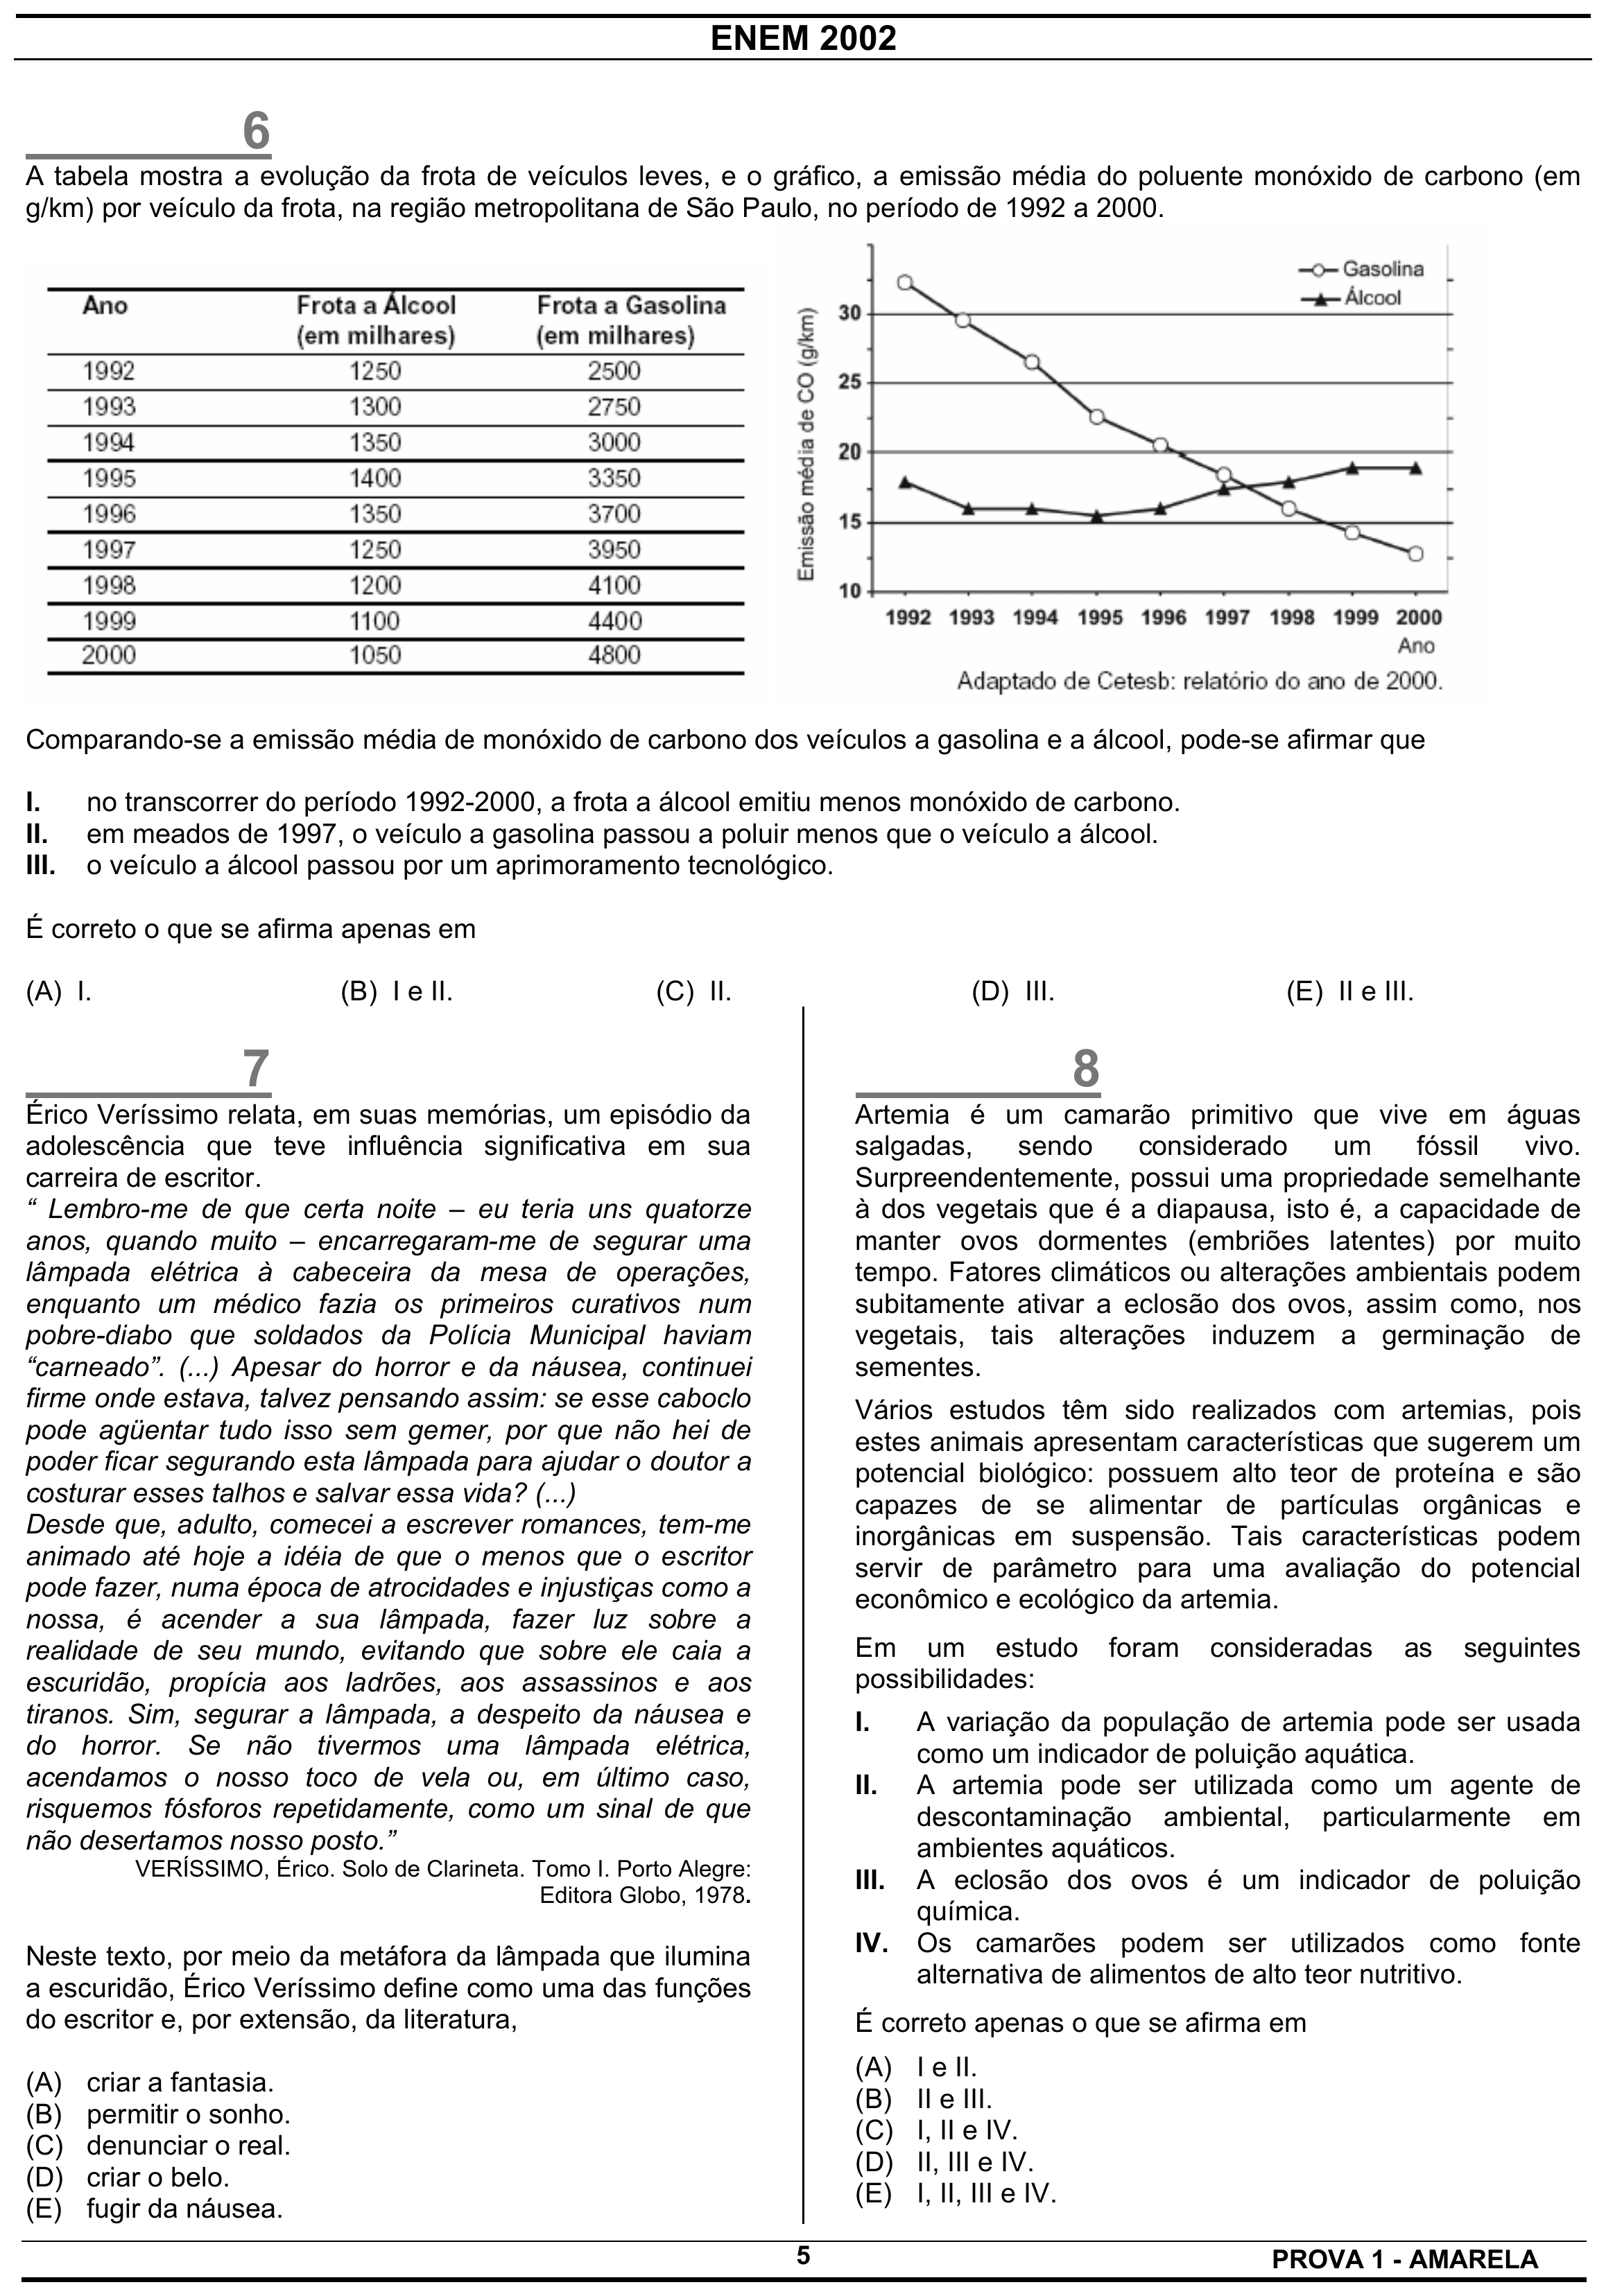 ENEM 2002
6
A tabela mostra a evolução da frota de veículos leves, e o gráfico, a emissão média do poluente monóxido de carbono (em
g/km) por veículo da frota, na região metropolitana de São Paulo, no período de 1992 a 2000.
Ano Frota a Álcool Frota a Gasolina
(em milhares) (em milhares)
1992 1250 2500
1993 1300 2750
1994 1350 3000
1995 1400 3350
1996 1350 3700
1997 1250 3950
1998 1200 4100
1999 1100 4400
2000 1050 4800
Emissão média de CO (g/km)
Gasolina
Álcool
30
25
20
15
10
1992 1993 1994 1995 1996 1997 1998 1999 2000
Ano
Adaptado de Cetesb: relatório do ano de 2000.
Comparando-se a emissão média de monóxido de carbono dos veículos a gasolina e a álcool, pode-se afirmar que
I. no transcorrer do período 1992-2000, a frota a álcool emitiu menos monóxido de carbono.
II. em meados de 1997, o veículo a gasolina passou a poluir menos que o veículo a álcool.
III. o veículo a álcool passou por um aprimoramento tecnológico.
É correto o que se afirma apenas em
(A) I. (B) I e II. (C) II. (D) III. (E) II e III.
7
Érico Veríssimo relata, em suas memórias, um episódio da
adolescência que teve influência significativa em sua
carreira de escritor.
“ Lembro-me de que certa noite – eu teria uns quatorze
anos, quando muito – encarregaram-me de segurar uma
lâmpada elétrica à cabeceira da mesa de operações,
enquanto um médico fazia os primeiros curativos num
pobre-diabo que soldados da Polícia Municipal haviam
“carneado”. (...) Apesar do horror e da náusea, continuei
firme onde estava, talvez pensando assim: se esse caboclo
pode agüentar tudo isso sem gemer, por que não hei de
poder ficar segurando esta lâmpada para ajudar o doutor a
costurar esses talhos e salvar essa vida? (...)
Desde que, adulto, comecei a escrever romances, tem-me
animado até hoje a idéia de que o menos que o escritor
pode fazer, numa época de atrocidades e injustiças como a
nossa, é acender a sua lâmpada, fazer luz sobre a
realidade de seu mundo, evitando que sobre ele caia a
escuridão, propícia aos ladrões, aos assassinos e aos
tiranos. Sim, segurar a lâmpada, a despeito da náusea e
do horror. Se não tivermos uma lâmpada elétrica,
acendamos o nosso toco de vela ou, em último caso,
risquemos fósforos repetidamente, como um sinal de que
não desertamos nosso posto.”
VERÍSSIMO, Érico. Solo de Clarineta. Tomo I. Porto Alegre:
Editora Globo, 1978.
Neste texto, por meio da metáfora da lâmpada que ilumina
a escuridão, Érico Veríssimo define como uma das funções
do escritor e, por extensão, da literatura,
(A) criar a fantasia.
(B) permitir o sonho.
(C) denunciar o real.
(D) criar o belo.
(E) fugir da náusea.
8
Artemia é um camarão primitivo que vive em águas
salgadas, sendo considerado um fóssil vivo.
Surpreendentemente, possui uma propriedade semelhante
à dos vegetais que é a diapausa, isto é, a capacidade de
manter ovos dormentes (embriões latentes) por muito
tempo. Fatores climáticos ou alterações ambientais podem
subitamente ativar a eclosão dos ovos, assim como, nos
vegetais, tais alterações induzem a germinação de
sementes.
Vários estudos têm sido realizados com artemias, pois
estes animais apresentam características que sugerem um
potencial biológico: possuem alto teor de proteína e são
capazes de se alimentar de partículas orgânicas e
inorgânicas em suspensão. Tais características podem
servir de parâmetro para uma avaliação do potencial
econômico e ecológico da artemia.
Em um estudo foram consideradas as seguintes
possibilidades:
I. A variação da população de artemia pode ser usada
como um indicador de poluição aquática.
II. A artemia pode ser utilizada como um agente de
descontaminação ambiental, particularmente em
ambientes aquáticos.
III. A eclosão dos ovos é um indicador de poluição
química.
IV. Os camarões podem ser utilizados como fonte
alternativa de alimentos de alto teor nutritivo.
É correto apenas o que se afirma em
(A) I e II.
(B) II e III.
(C) I, II e IV.
(D) II, III e IV.
(E) I, II, III e IV.
5
PROVA 1 - AMARELA